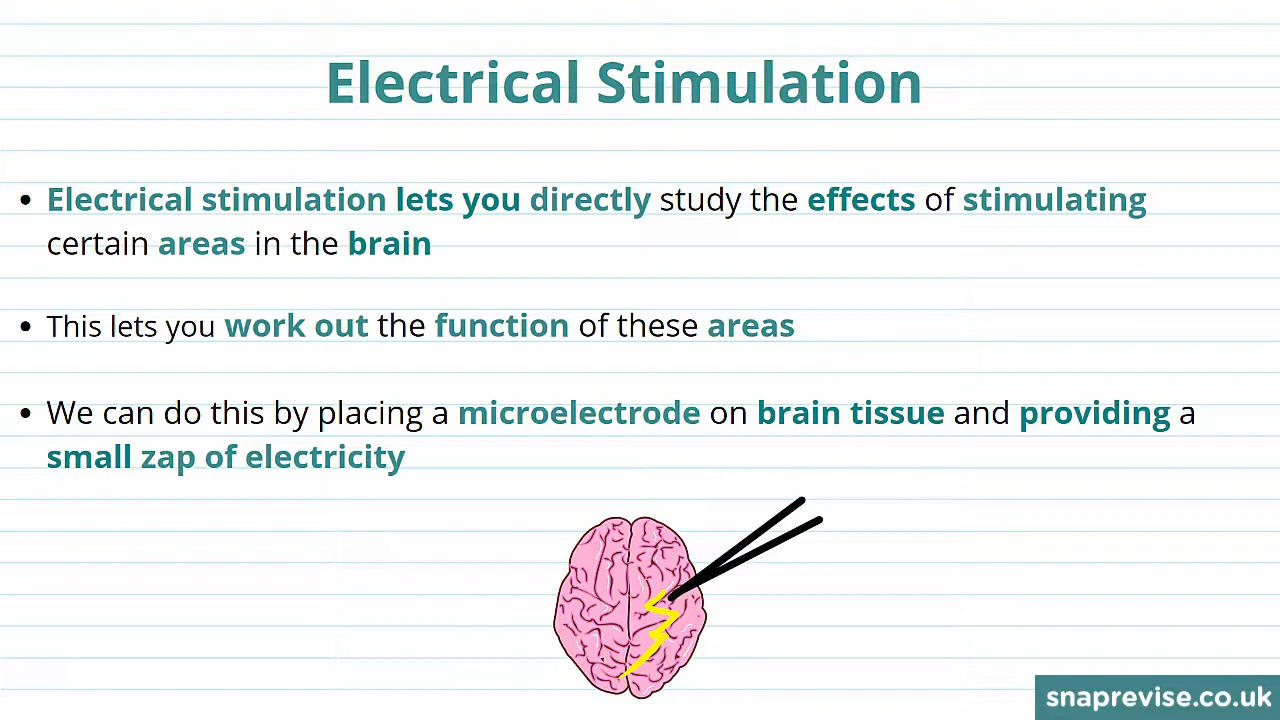 Electrical Stimulation
• Electrical stimulation lets you directly study the effects of stimulating
certain areas in the brain
• This lets you work out the function of these areas
• We can do this by placing a microelectrode on brain tissue and providing a
small zap of electricity
snaprevise.co.uk